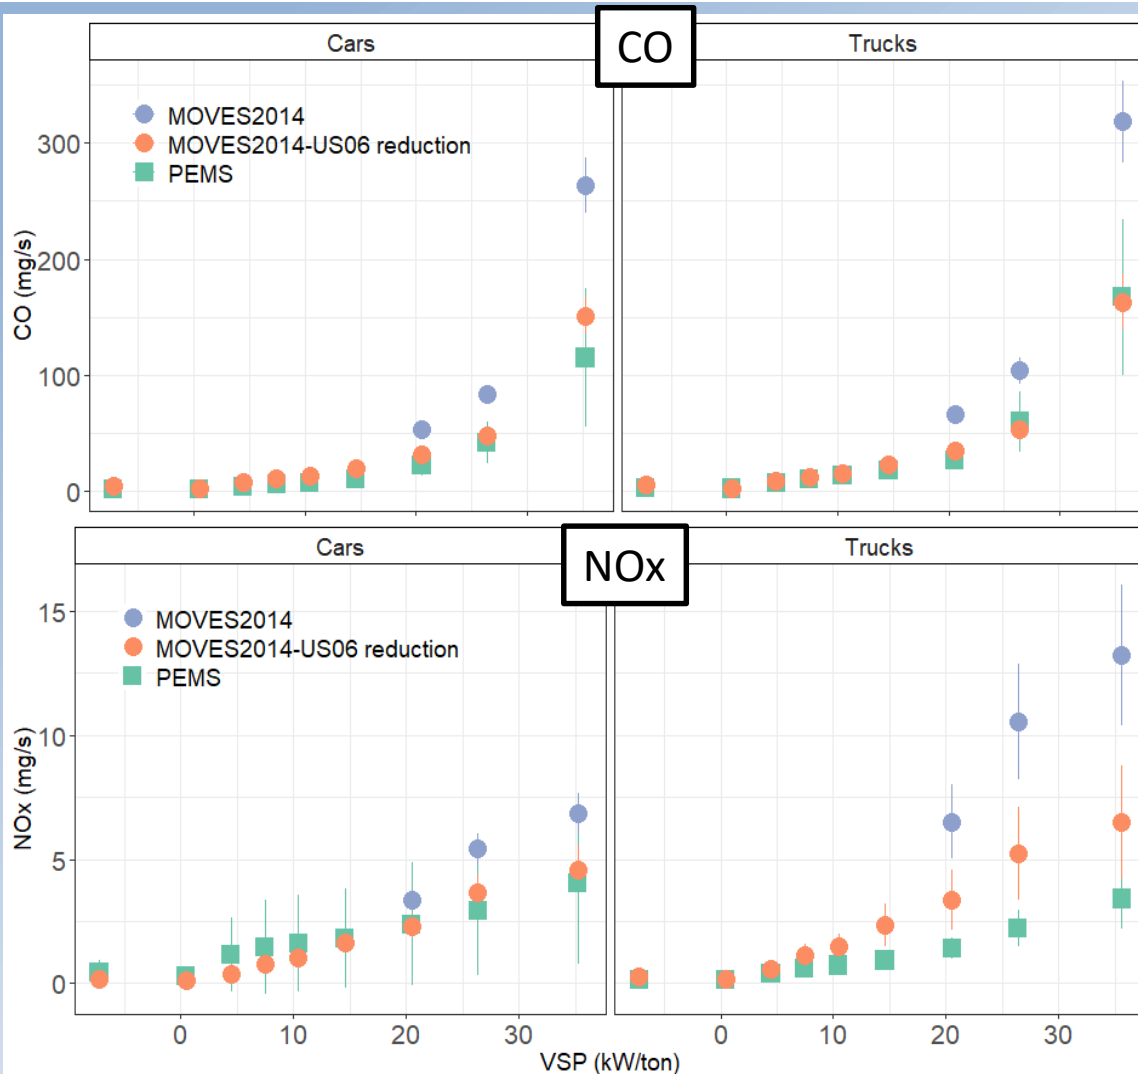 Cars
CO
Trucks
MOVES2014
MOVES2014-US06 reduction
PEMS
CO (mg/s)
300
200
100
0
Cars
NOx
Trucks
MOVES2014
MOVES2014-US06 reduction
PEMS
NOx (mg/s)
15
10
5
0
0 10 20 30 0 10 20 30
VSP (kW/ton)